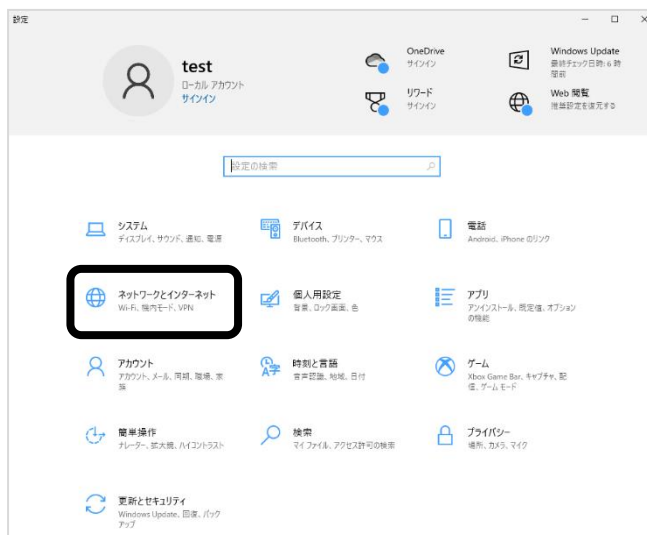 設定
test
ローカル アカウント
サインイン
OneDrive
サインイン
リワード
サインイン
Windows Update
最終チェック日時: 6 時
間前
Web 閲覧
推奨設定を復元する
設定の検索
システム
ディスプレイ、サウンド、通知、電源
デバイス
Bluetooth、プリンター、マウス
電話
Android、iPhone のリンク
ネットワークとインターネット
Wi-Fi、機内モード、VPN
個人用設定
背景、ロック画面、色
アプリ
アンインストール、既定値、オプション
の機能
アカウント
アカウント、メール、同期、職場、家
族
時刻と言語
音声認識、地域、日付
ゲーム
Xbox Game Bar、キャプチャ、配
信、ゲーム モード
簡単操作
ナレーター、拡大鏡、ハイコントラスト
検索
マイ ファイル、アクセス許可の検索
プライバシー
場所、カメラ、マイク
更新とセキュリティ
Windows Update、回復、バック
アップ